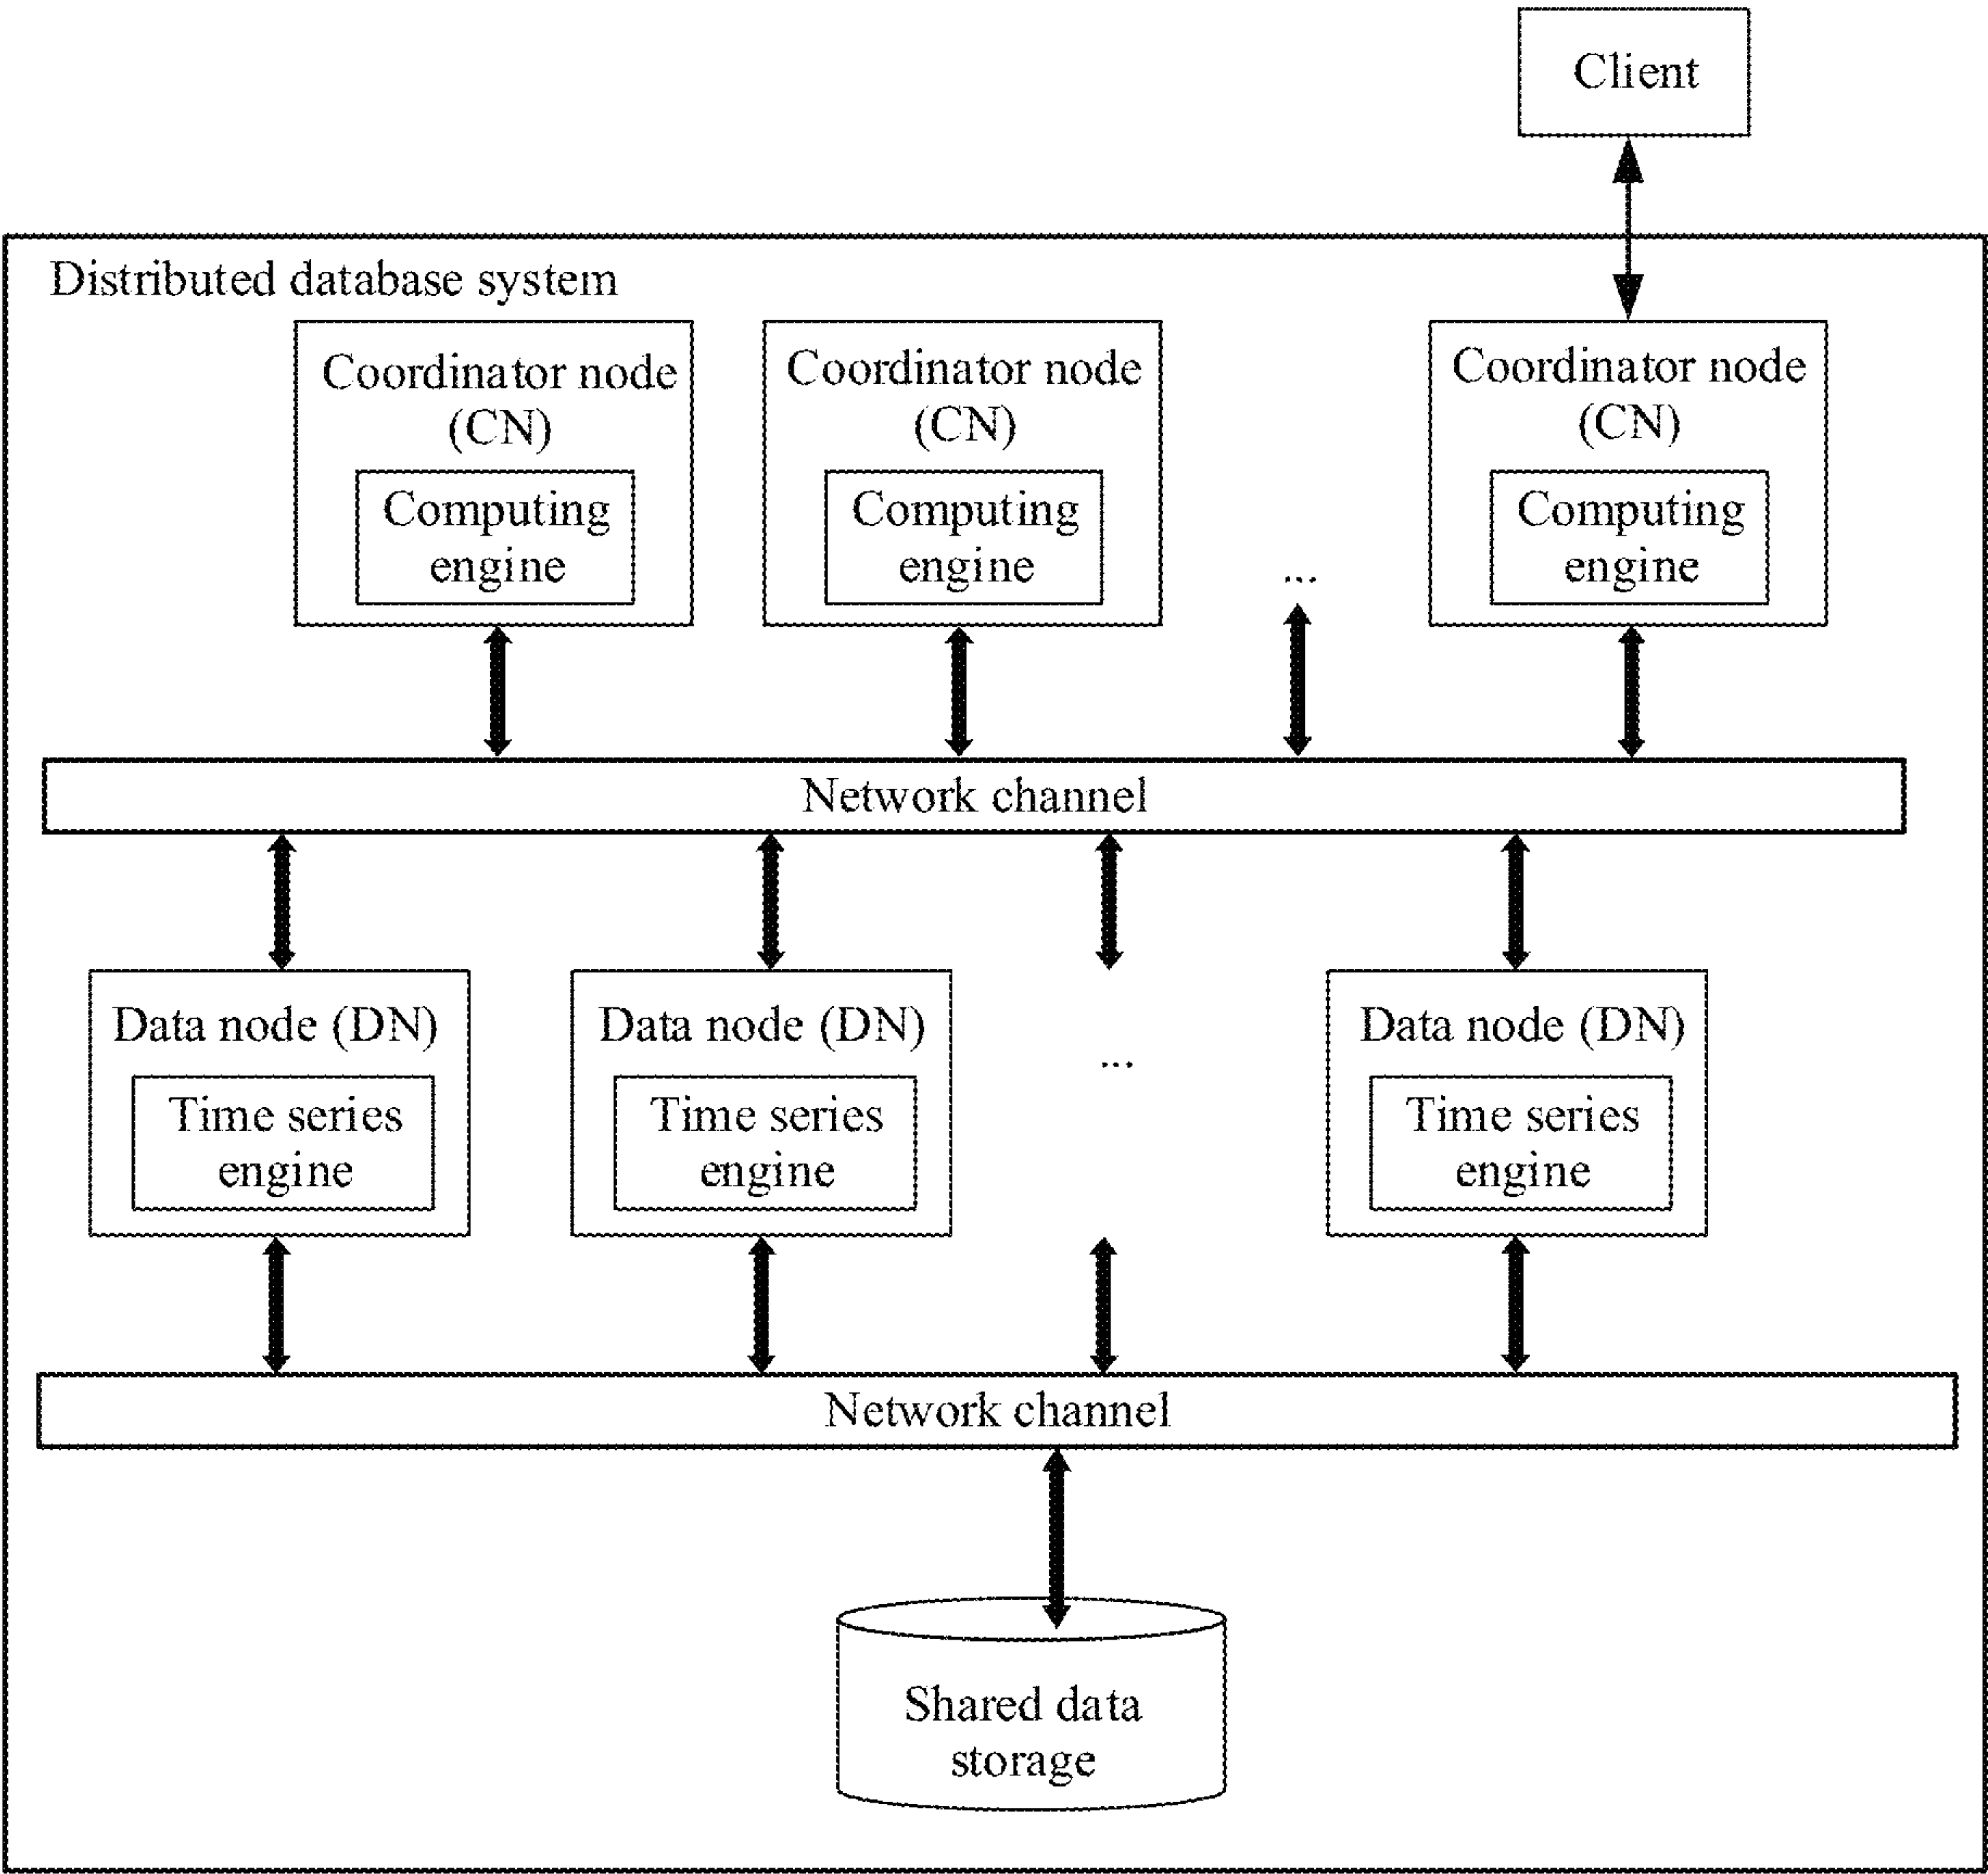 Client
Distributed database system
Coordinator node
(CN)
Computing
engine
Coordinator node
(CN)
Computing
engine
...
Coordinator node
(CN)
Computing
engine
Network channel
Data node (DN)
Time series
engine
Data node (DN)
Time series
engine
...
Data node (DN)
Time series
engine
Network channel
Shared data
storage